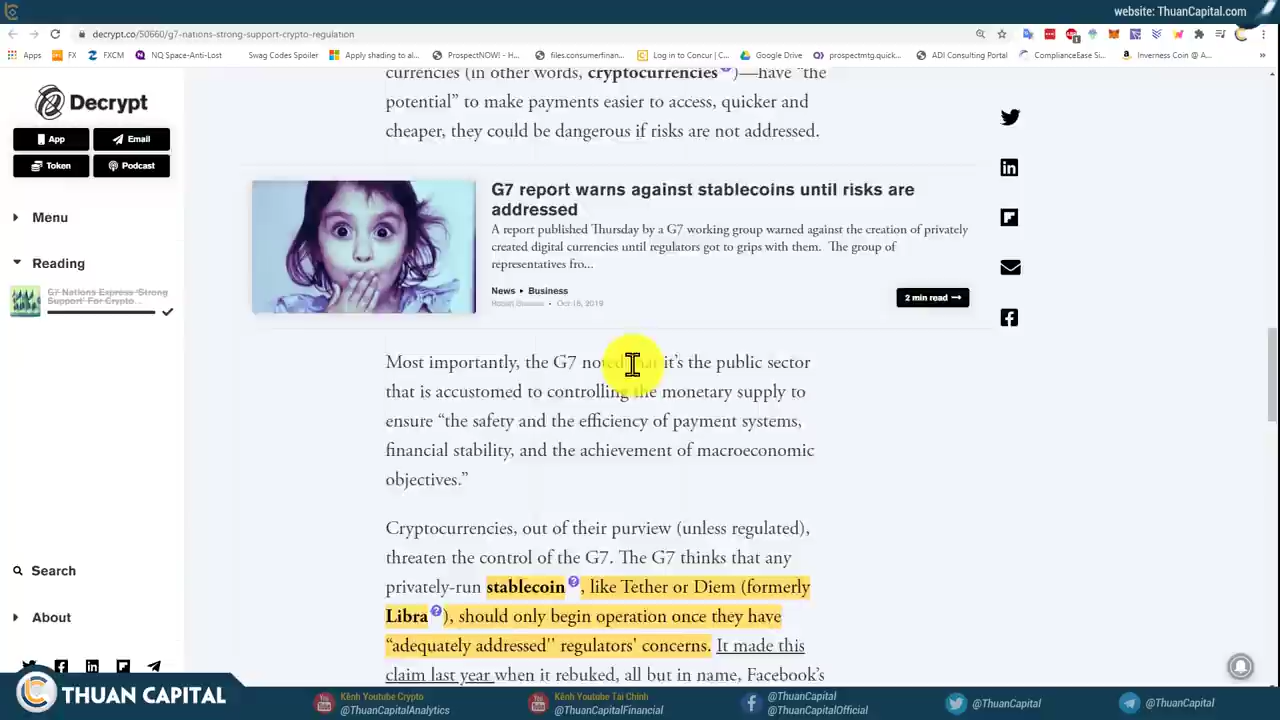 website: ThuanCapital.com
decrypt.co/50660/g7-nations-strong-support-crypto-regulation
Apps FX FXCM NQ Space-Anti-Lost Swag Codes Spoiler Apply shading to al... ProspectNOW! - H... files.consumerfinan... Log in to Concur | C... Google Drive prospectmtg.quick... ADI Consulting Portal ComplianceEase Si... Inverness Coin @ A...
Decrypt
App Email
Token Podcast
Menu
Reading
G7 Nations Express 'Strong
Support' For Crypto...
Search
About
currencies (in other words, cryptocurrencies ?)—have “the
potential” to make payments easier to access, quicker and
cheaper, they could be dangerous if risks are not addressed.
G7 report warns against stablecoins until risks are
addressed
A report published Thursday by a G7 working group warned against the creation of privately
created digital currencies until regulators got to grips with them. The group of
representatives fro...
News Business
Oct 18, 2019
2 min read →
Most importantly, the G7 noted that it’s the public sector
that is accustomed to controlling the monetary supply to
ensure “the safety and the efficiency of payment systems,
financial stability, and the achievement of macroeconomic
objectives.”
Cryptocurrencies, out of their purview (unless regulated),
threaten the control of the G7. The G7 thinks that any
privately-run stablecoin ?, like Tether or Diem (formerly
Libra ?), should only begin operation once they have
“adequately addressed'' regulators' concerns. It made this
claim last year when it rebuked, all but in name, Facebook’s
THUAN CAPITAL
Kênh Youtube Crypto
@ThuanCapitalAnalytics
Kênh Youtube Tài Chính
@ThuanCapitalFinancial
@ThuanCapital
@ThuanCapitalOfficial
@ThuanCapital
@ThuanCapital